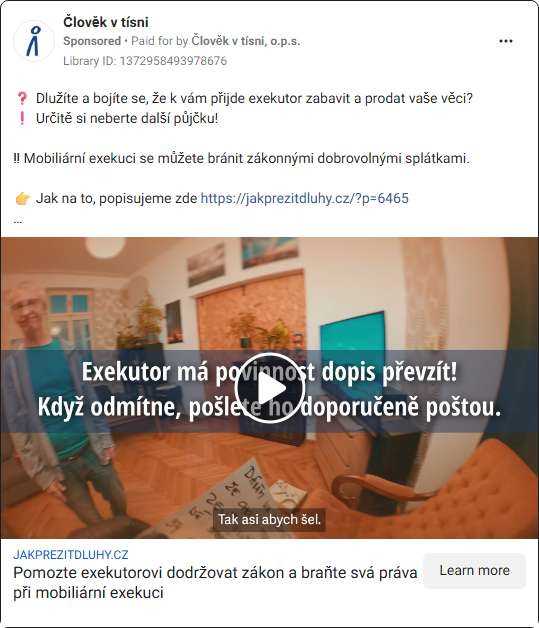 Člověk v tísni
Sponsored • Paid for by Člověk v tísni, o.p.s.
Library ID: 1372958493978676
❓ Dlužíte a bojíte se, že k vám přijde exekutor zabavit a prodat vaše věci?
❗ Určitě si neberte další půjčku!
‼ Mobiliární exekuci se můžete bránit zákonnými dobrovolnými splátkami.
👉 Jak na to, popisujeme zde https://jakprezitdluhy.cz/?p=6465
...
Exekutor má povinnost dopis převzít!
Když odmítne, pošlete ho doporučeně poštou.
Tak asi abych šel.
JAKPREZITDLUHY.CZ
Pomozte exekutorovi dodržovat zákon a braňte svá práva
při mobiliární exekuci
Learn more